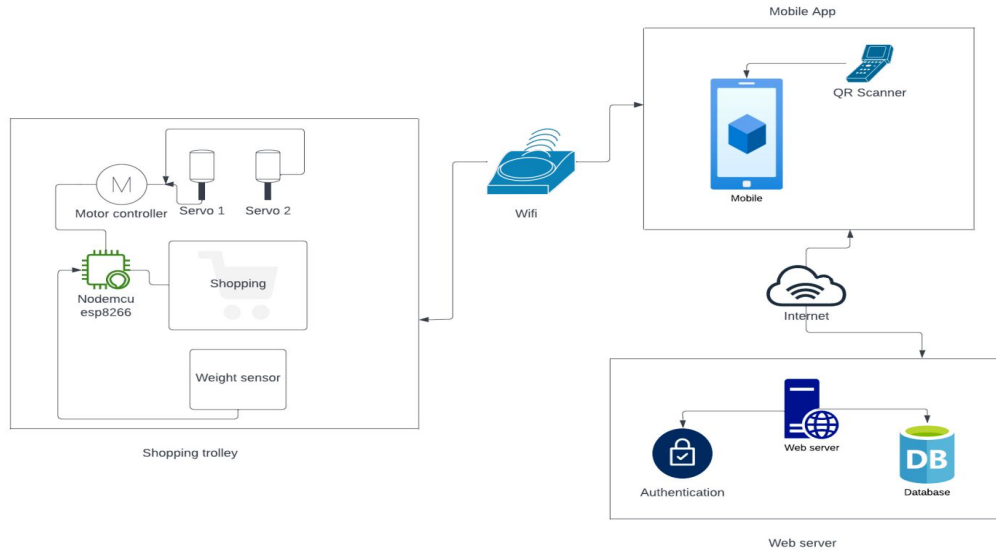 Mobile App
QR Scanner
Mobile
Wifi
M
Motor controller
Servo 1
Servo 2
Nodemcu
esp8266
Shopping
Weight sensor
Shopping trolley
Internet
Web server
Authentication
DB
Database
Web server